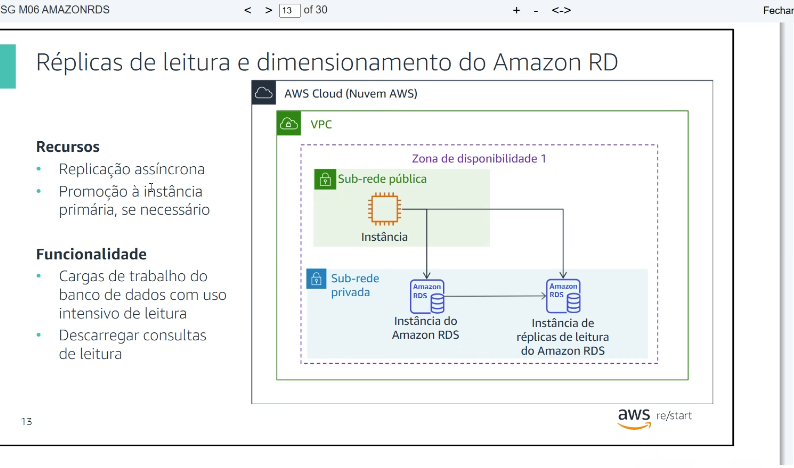 SG M06 AMAZONRDS
< > 13 of 30
+ - <->
Fechar
Réplicas de leitura e dimensionamento do Amazon RD
AWS Cloud (Nuvem AWS)
VPC
Recursos
• Replicação assíncrona
• Promoção à instância
primária, se necessário
Funcionalidade
• Cargas de trabalho do
banco de dados com uso
intensivo de leitura
• Descarregar consultas
de leitura
Zona de disponibilidade 1
Sub-rede pública
Instância
Sub-rede
privada
Amazon
RDS
Instância do
Amazon RDS
Amazon
RDS
Instância de
réplicas de leitura
do Amazon RDS
13
aws re/start